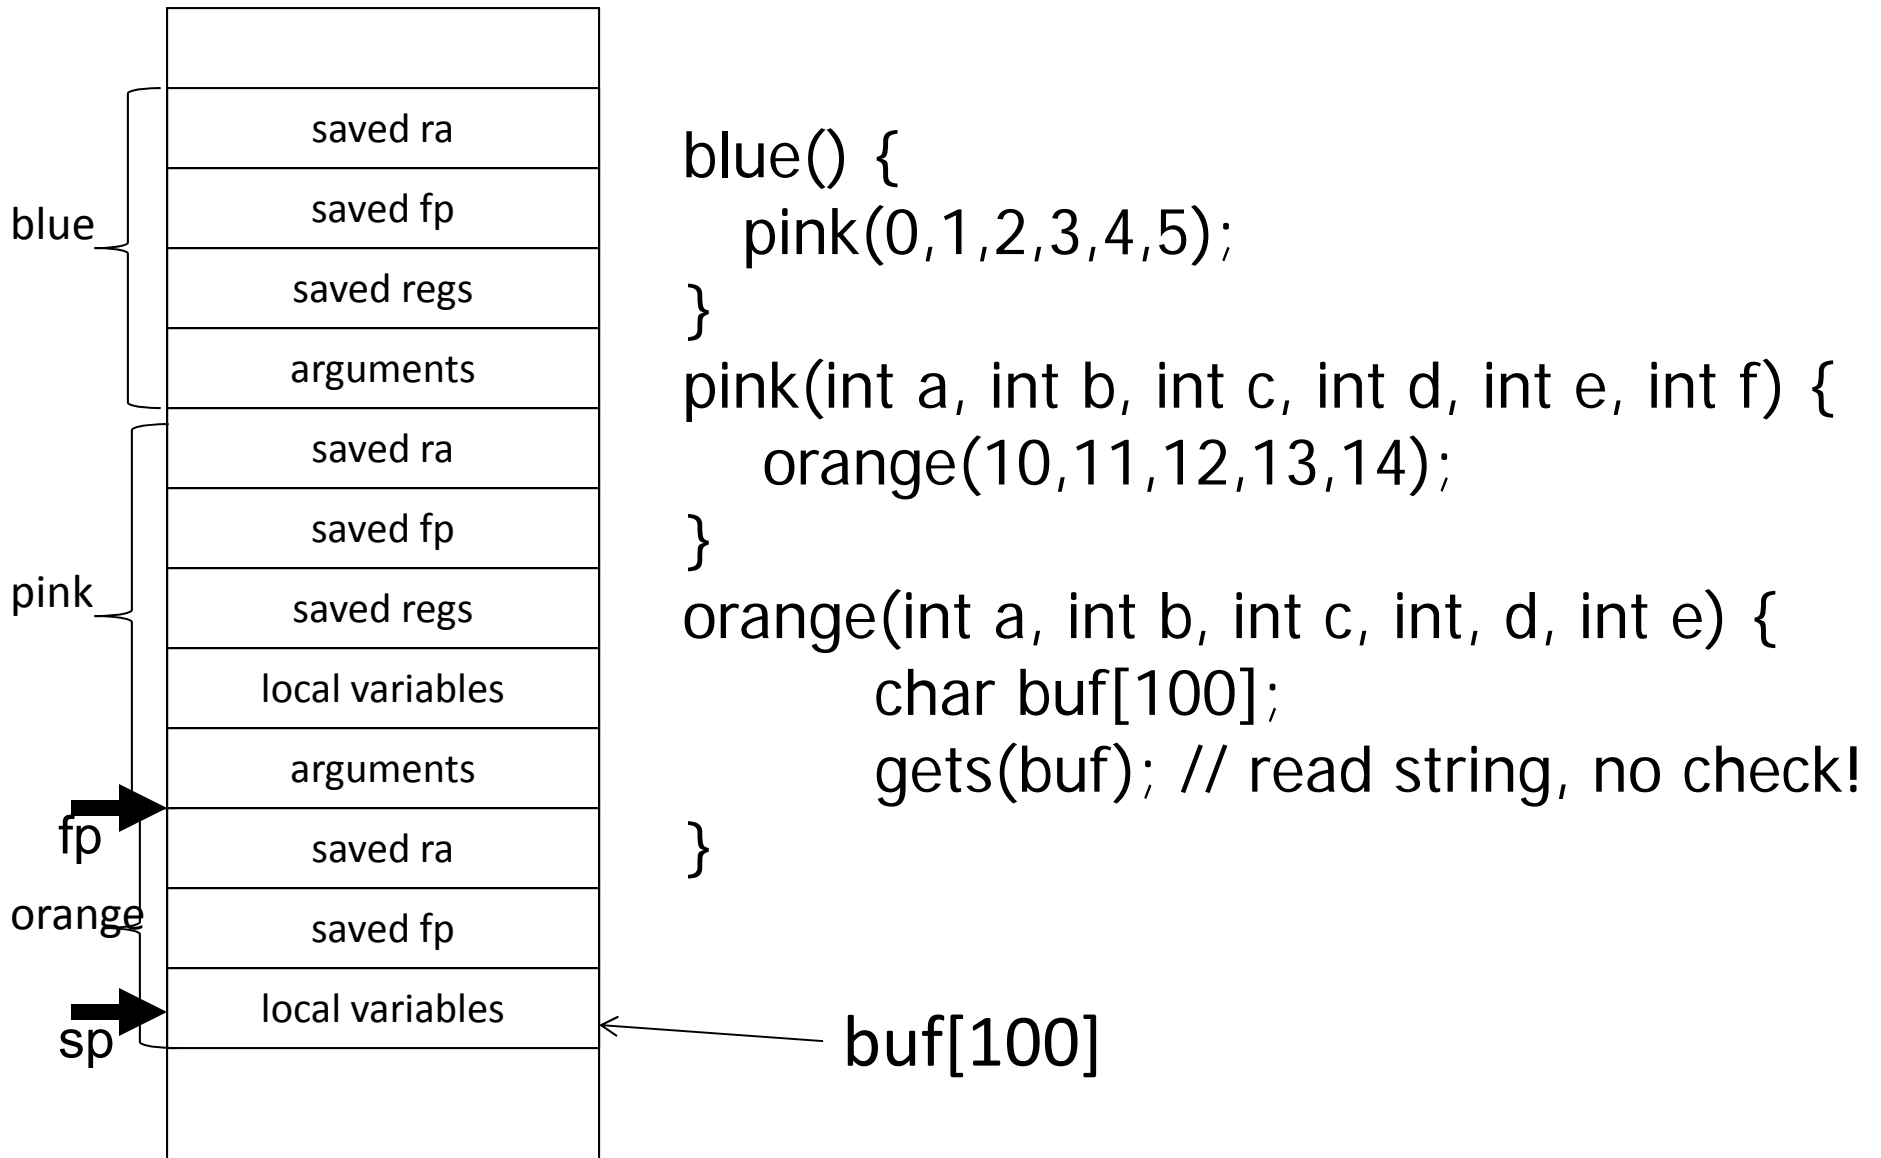 blue
pink
fp
orange
sp
saved ra
saved fp
saved regs
arguments
saved ra
saved fp
saved regs
local variables
arguments
saved ra
saved fp
local variables
blue() {
pink(0,1,2,3,4,5);
}
pink(int a, int b, int c, int d, int e, int f) {
orange(10,11,12,13,14);
}
orange(int a, int b, int c, int, d, int e) {
char buf[100];
gets(buf); // read string, no check!
}
buf[100]